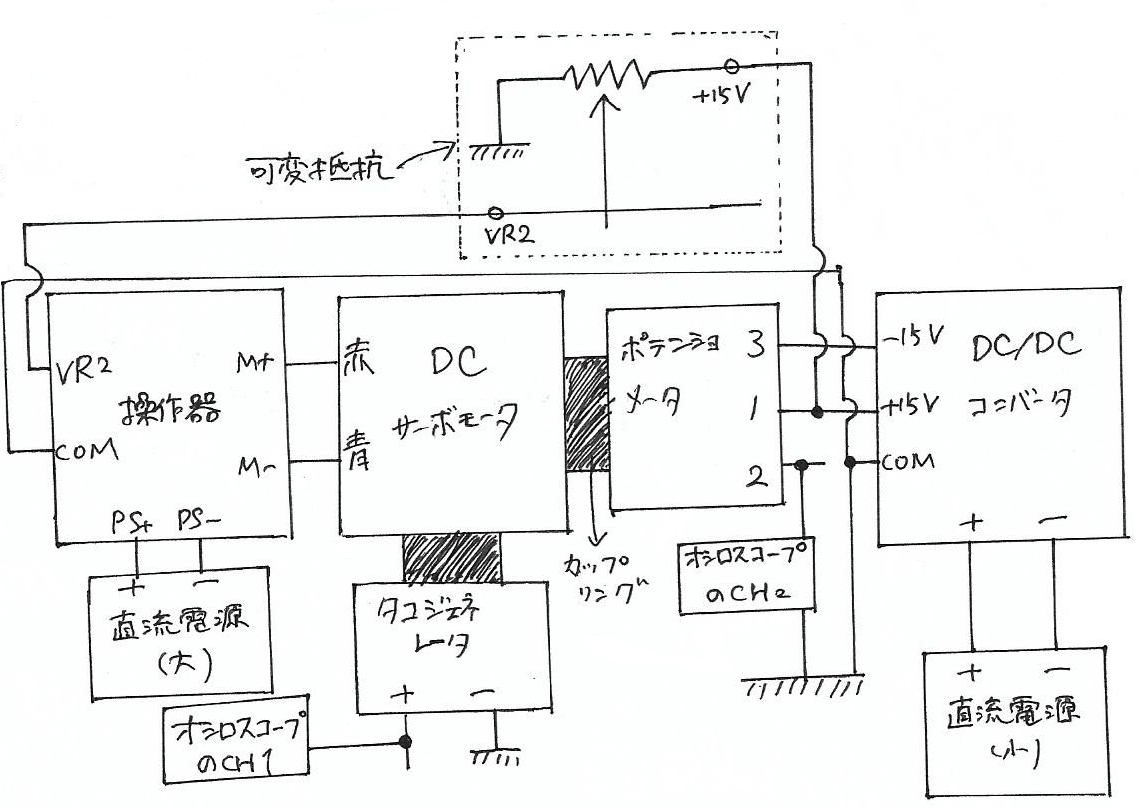 +15V
可変抵抗
VR2
VR2
操作器
COM
M+
M-
PS+ PS-
+ -
直流電源
(大)
赤
青
DC
サーボモータ
カップ
リング
タコジェネ
レータ
+ -
オシロスコープ
のCH1
ポテンショ
メータ
3
1
2
オシロスコープ
のCH2
-15V
+15V
COM
DC/DC
コンバータ
+ -
+ -
直流電源
(小)